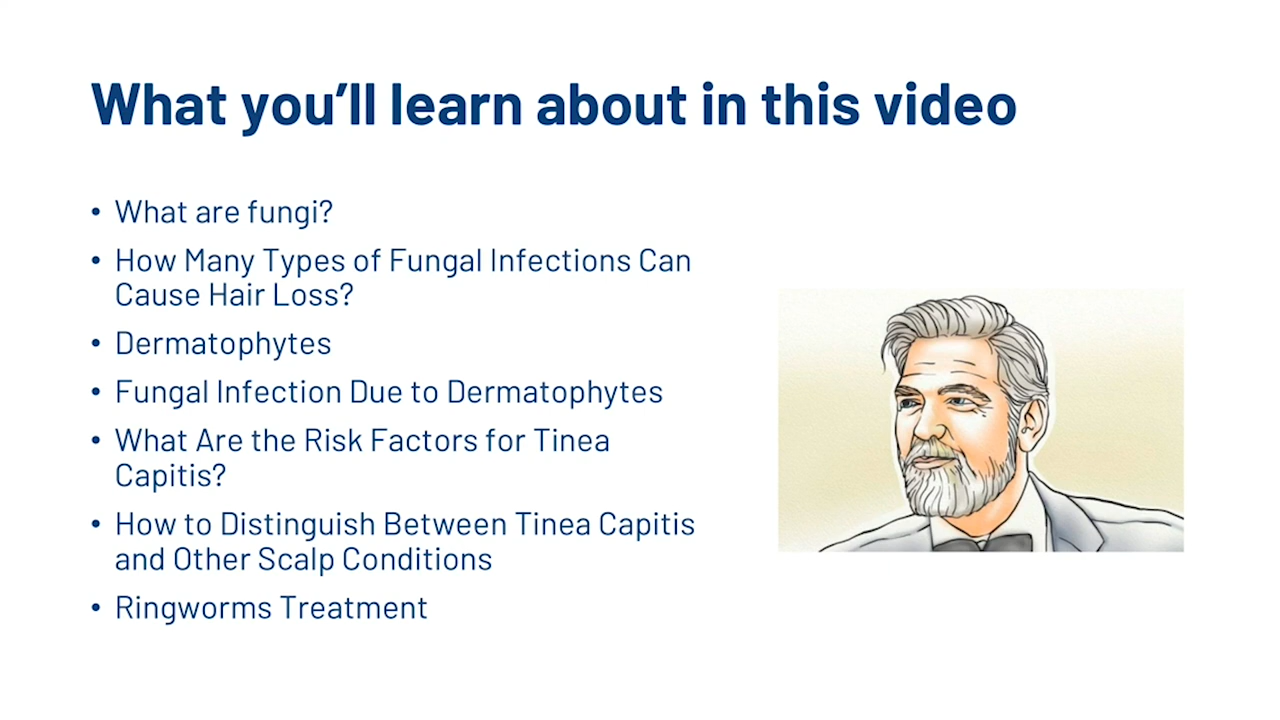 What you’ll learn about in this video
• What are fungi?
• How Many Types of Fungal Infections Can
Cause Hair Loss?
• Dermatophytes
• Fungal Infection Due to Dermatophytes
• What Are the Risk Factors for Tinea
Capitis?
• How to Distinguish Between Tinea Capitis
and Other Scalp Conditions
• Ringworms Treatment